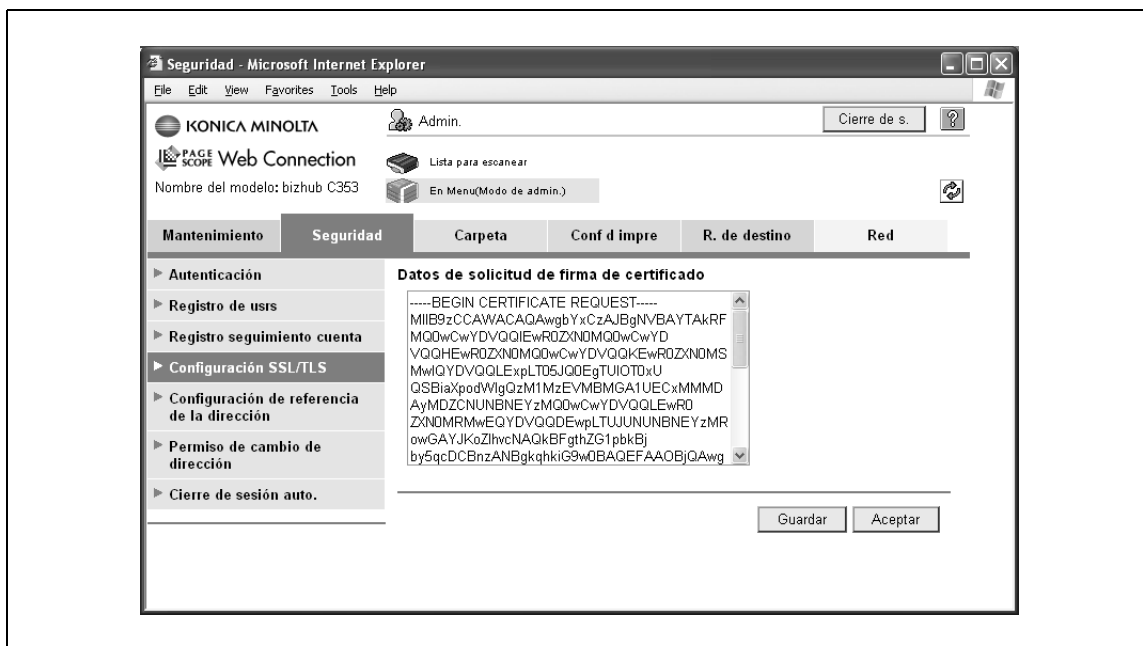 Seguridad - Microsoft Internet Explorer
File Edit View Favorites Tools Help
KONICA MINOLTA
Admin.
Cierre de s.
?
PAGE SCOPE Web Connection
Lista para escanear
Nombre del modelo: bizhub C353
En Menu(Modo de admin.)
Mantenimiento Seguridad Carpeta Conf d impre R. de destino Red
Autenticación
Registro de usrs
Registro seguimiento cuenta
Configuración SSL/TLS
Configuración de referencia
de la dirección
Permiso de cambio de
dirección
Cierre de sesión auto.
Datos de solicitud de firma de certificado
-----BEGIN CERTIFICATE REQUEST-----
MIIB9zCCAWACAQAwgbYxCzAJBgNVBAYTAkRF
MQ0wCwYDVQQIEwR0ZXN0MQ0wCwYD
VQQHEwR0ZXN0MQ0wCwYDVQQKEwR0ZXN0MS
MwIQYDVQQLExpLT05JQ0EgTUlOT0xU
QSBiaXpodWIgQzM1MzEVMBMGA1UECxMMMD
AyMDZCNUNBNEYzMQ0wCwYDVQQLEwR0
ZXN0MRMwEQYDVQQDEwpLTUJUNUNBNEYzMR
owGAYJKoZIhvcNAQkBFgthZG1pbkBj
by5qcDCBnzANBgkqhkiG9w0BAQEFAAOBjQAwg
Guardar Aceptar